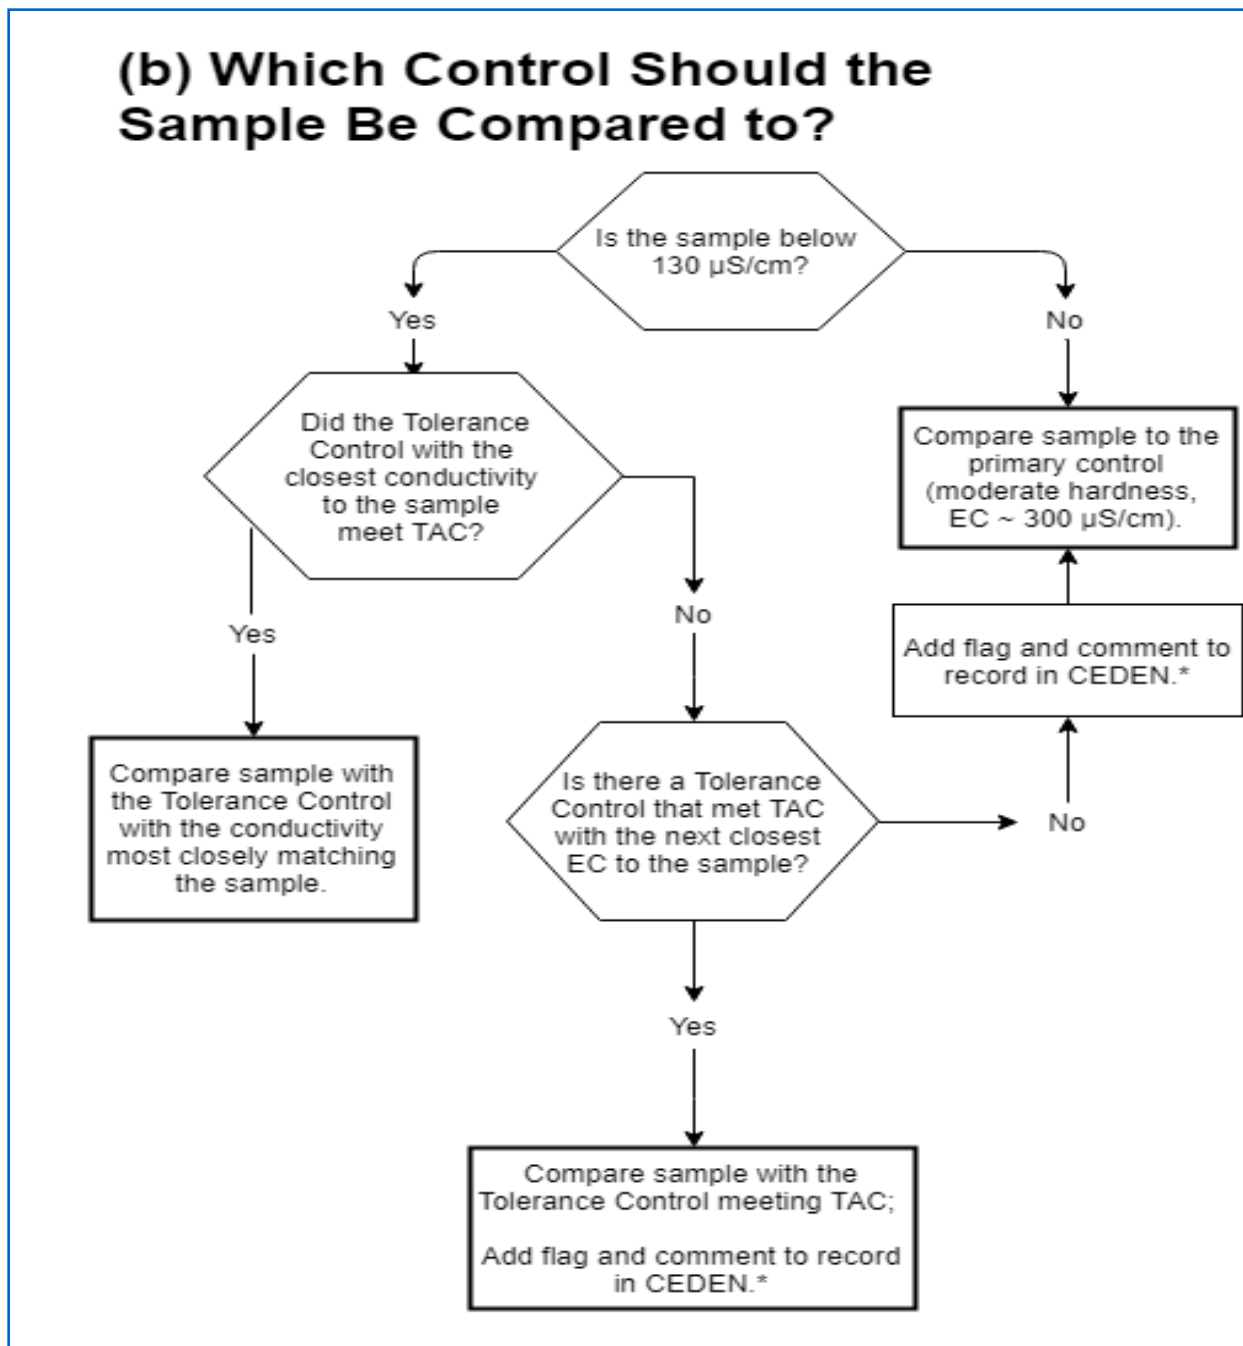 (b) Which Control Should the
Sample Be Compared to?
Is the sample below
130 µS/cm?
Yes
No
Did the Tolerance
Control with the
closest conductivity
to the sample
meet TAC?
Compare sample to the
primary control
(moderate hardness,
EC ~ 300 µS/cm).
Yes
No
Add flag and comment to
record in CEDEN.*
Compare sample with
the Tolerance Control
with the conductivity
most closely matching
the sample.
Is there a Tolerance
Control that met TAC
with the next closest
EC to the sample?
No
Yes
Compare sample with the
Tolerance Control meeting TAC;
Add flag and comment to record
in CEDEN.*